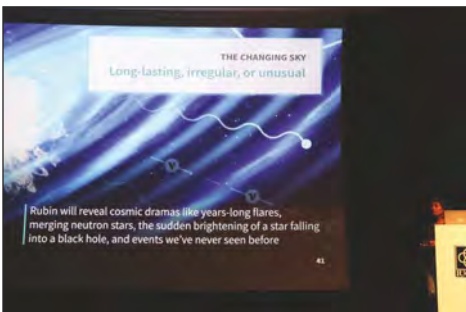 THE CHANGING SKY
Long-lasting, irregular, or unusual
Rubin will reveal cosmic dramas like years-long flares,
merging neutron stars, the sudden brightening of a star falling
into a black hole, and events we've never seen before
41